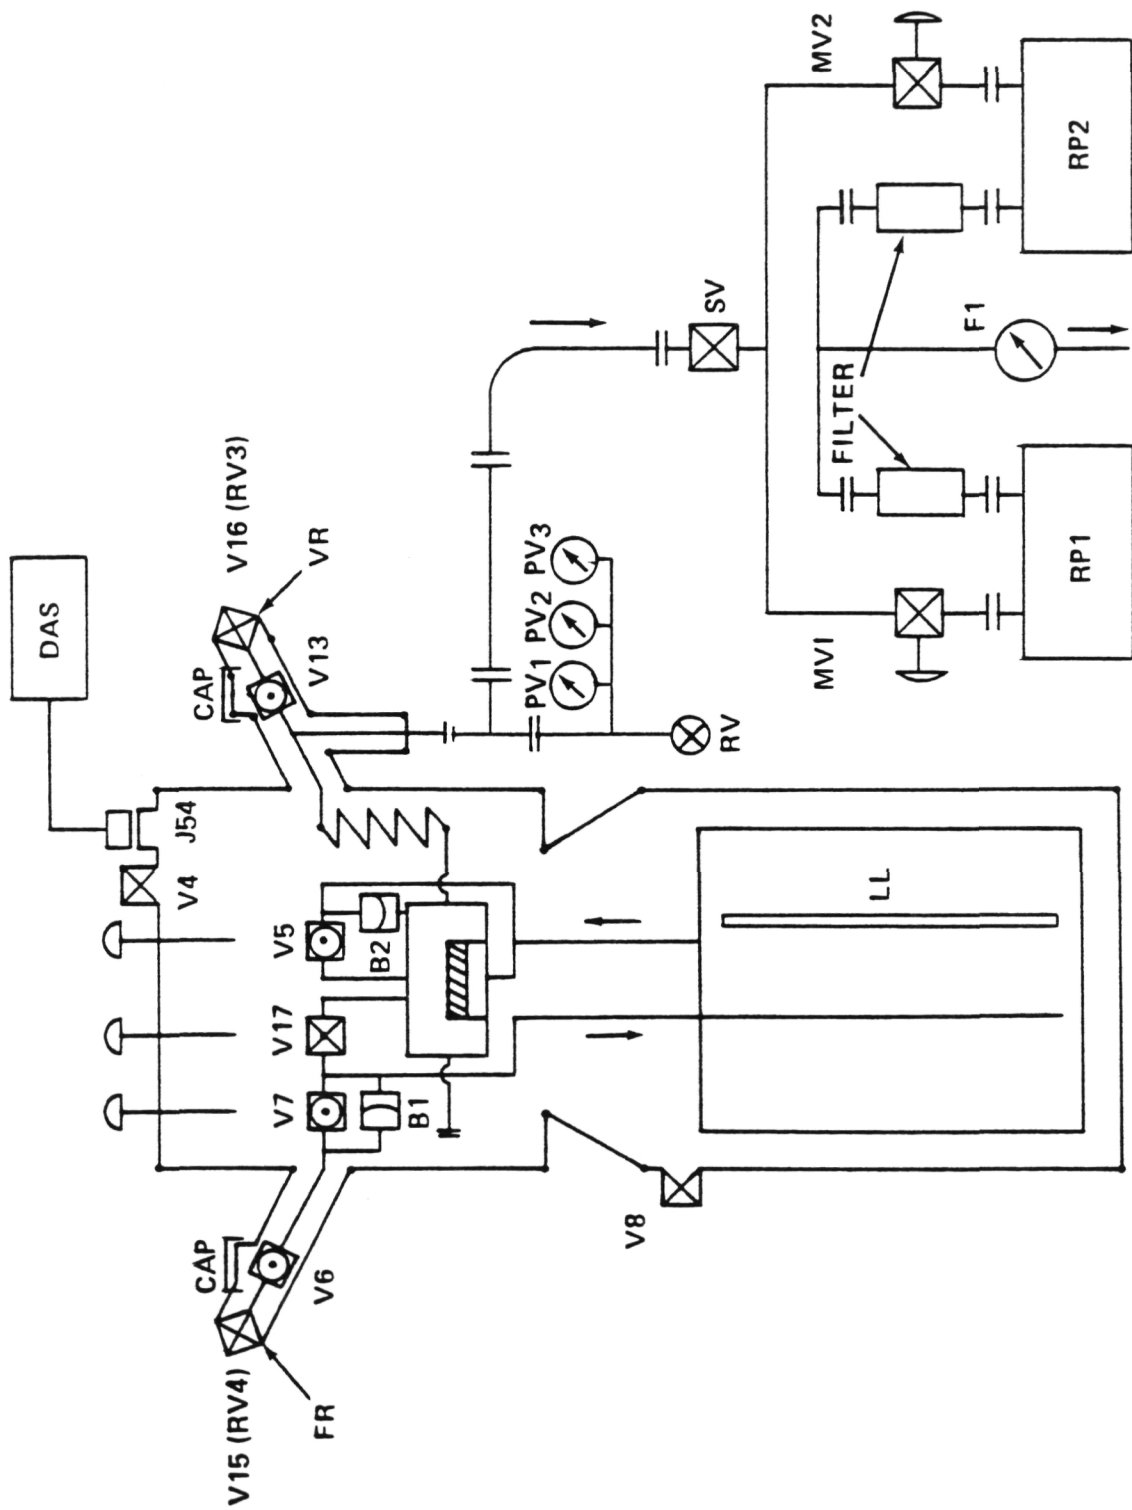 DAS
V16 (RV3)
VR
CAP
V13
J54
V4
V5
B2
V17
V7
B1
CAP
V6
V15 (RV4)
FR
V8
LL
PV1
PV2
PV3
RV
SV
MV1
MV2
FILTER
F1
RP1
RP2